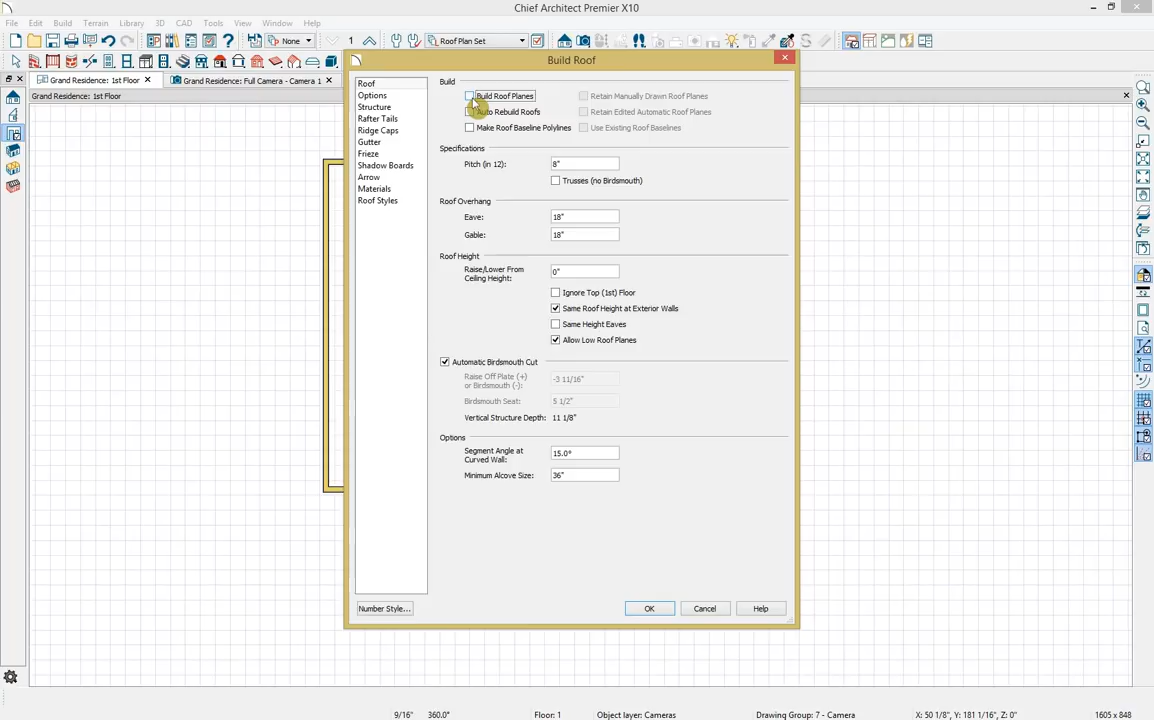 Chief Architect Premier X10
File Edit Build Terrain Library 3D CAD Tools View Window Help
None 1 Roof Plan Set
Grand Residence: 1st Floor Grand Residence: Full Camera - Camera 1
Grand Residence: 1st Floor
Build Roof
Roof
Options
Structure
Rafter Tails
Ridge Caps
Gutter
Frieze
Shadow Boards
Arrow
Materials
Roof Styles
Build
Build Roof Planes Retain Manually Drawn Roof Planes
Auto Rebuild Roofs Retain Edited Automatic Roof Planes
Make Roof Baseline Polylines Use Existing Roof Baselines
Specifications
Pitch (in 12): 8"
Trusses (no Birdsmouth)
Roof Overhang
Eave: 18"
Gable: 18"
Roof Height
Raise/Lower From
Ceiling Height: 0"
Ignore Top (1st) Floor
Same Roof Height at Exterior Walls
Same Height Eaves
Allow Low Roof Planes
Automatic Birdsmouth Cut
Raise Off Plate (+)
or Birdsmouth (-): -3 11/16"
Birdsmouth Seat: 5 1/2"
Vertical Structure Depth: 11 1/8"
Options
Segment Angle at
Curved Wall: 15.0°
Minimum Alcove Size: 36"
Number Style... OK Cancel Help
9/16" 360.0° Floor: 1 Object layer: Cameras Drawing Group: 7 - Camera X: 50 1/8", Y: 181 1/16", Z: 0" 1605 x 848